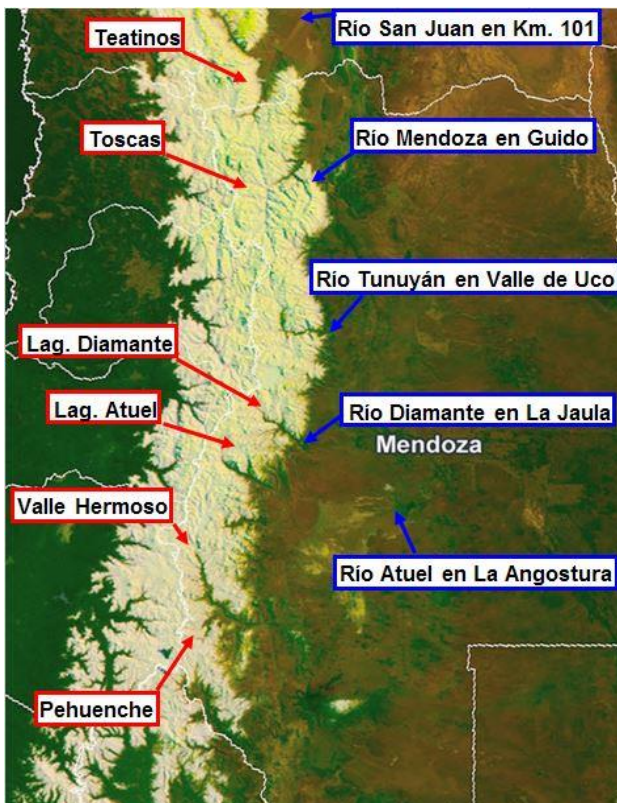 Teatinos
Río San Juan en Km. 101
Toscas
Río Mendoza en Guido
Río Tunuyán en Valle de Uco
Lag. Diamante
Lag. Atuel
Río Diamante en La Jaula
Mendoza
Valle Hermoso
Río Atuel en La Angostura
Pehuenche